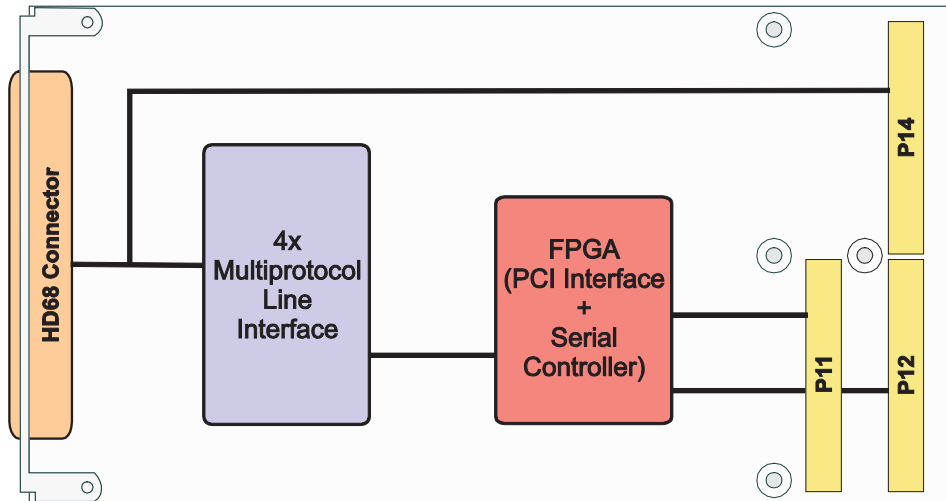 HD68 Connector
4x
Multiprotocol
Line
Interface
FPGA
(PCI Interface
+
Serial
Controller)
P14
P11
P12